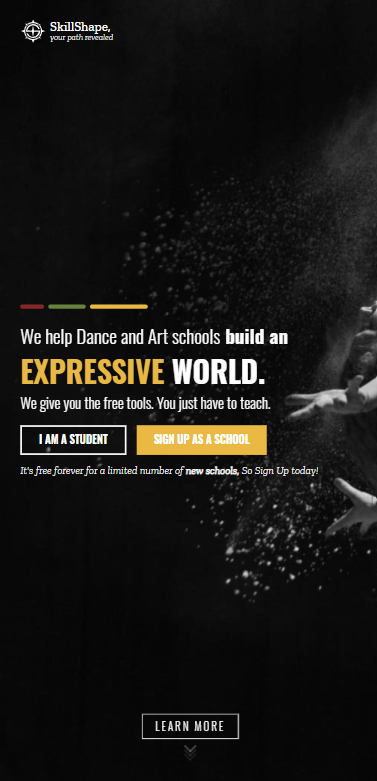 SkillShape,
your path revealed
We help Dance and Art schools build an
EXPRESSIVE WORLD.
We give you the free tools. You just have to teach.
I AM A STUDENT
SIGN UP AS A SCHOOL
It's free forever for a limited number of new schools, So Sign Up today!
LEARN MORE